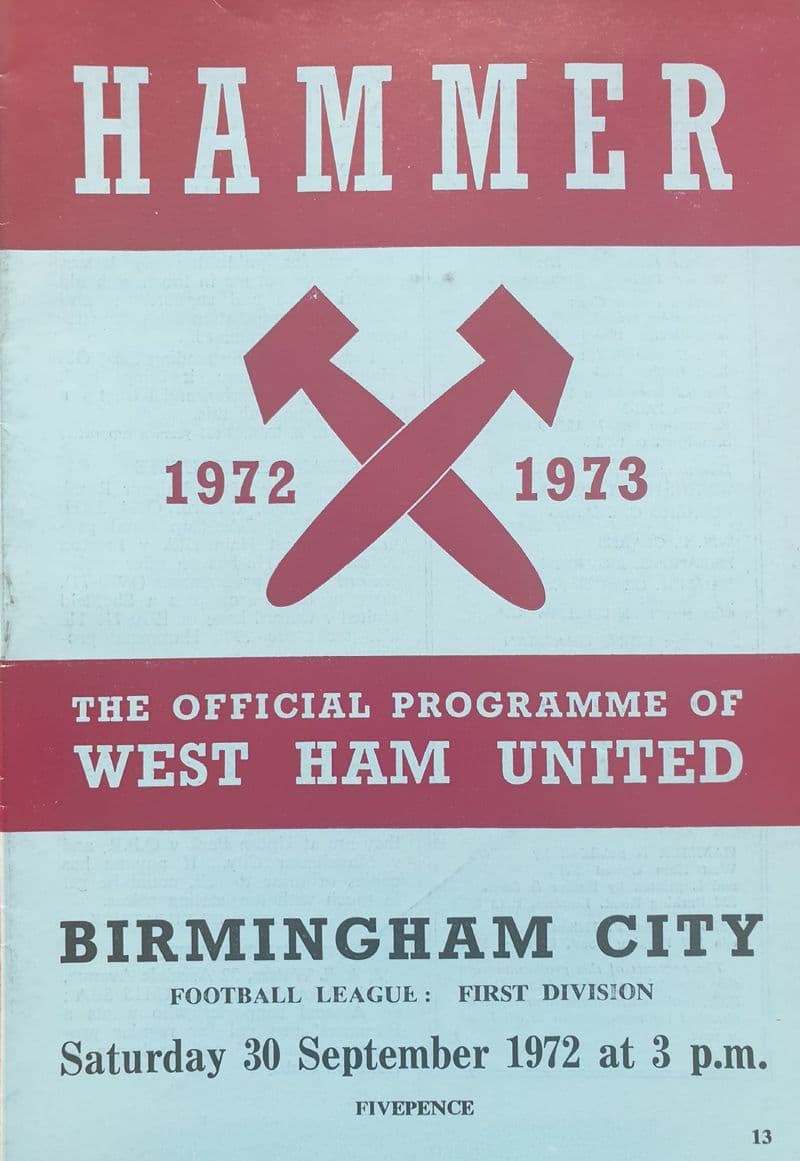 HAMMER
1972 1973
THE OFFICIAL PROGRAMME OF
WEST HAM UNITED
BIRMINGHAM CITY
FOOTBALL LEAGUE: FIRST DIVISION
Saturday 30 September 1972 at 3 p.m.
FIVEPENCE
13